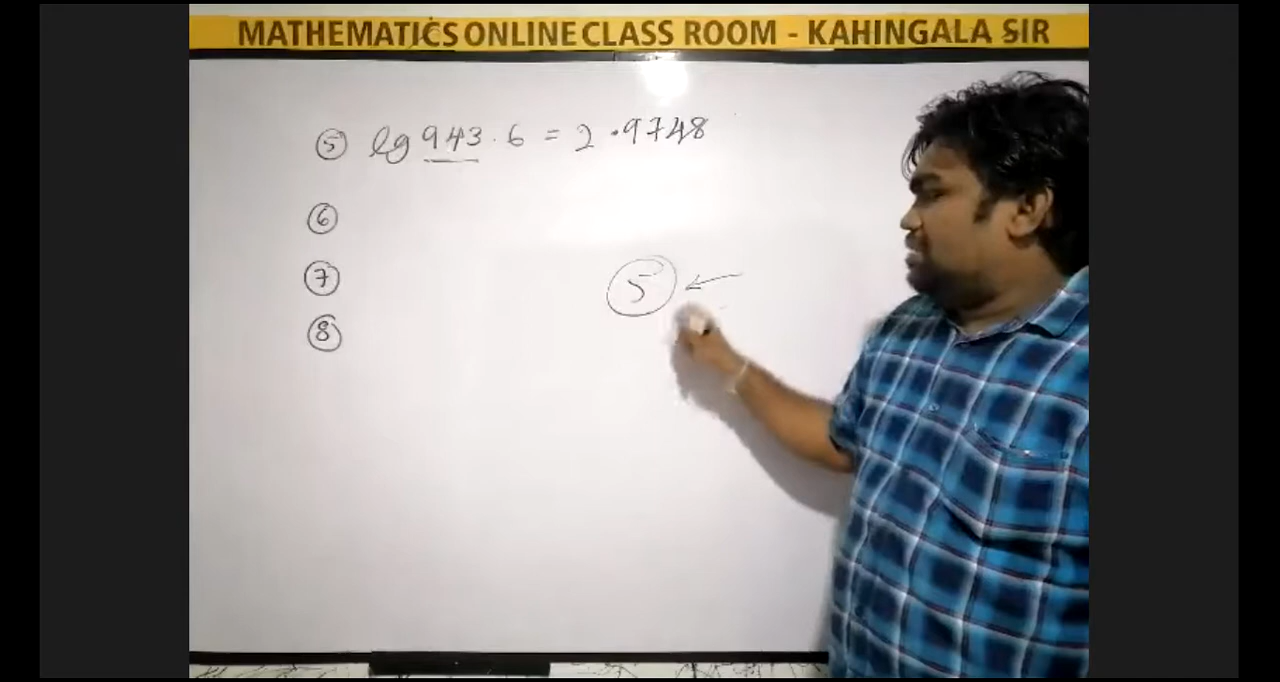 MATHEMATICS ONLINE CLASS ROOM - KAHINGALA SIR
⑤ lg 943.6 = 2.9748
⑥
⑦
⑧
⑤ ←